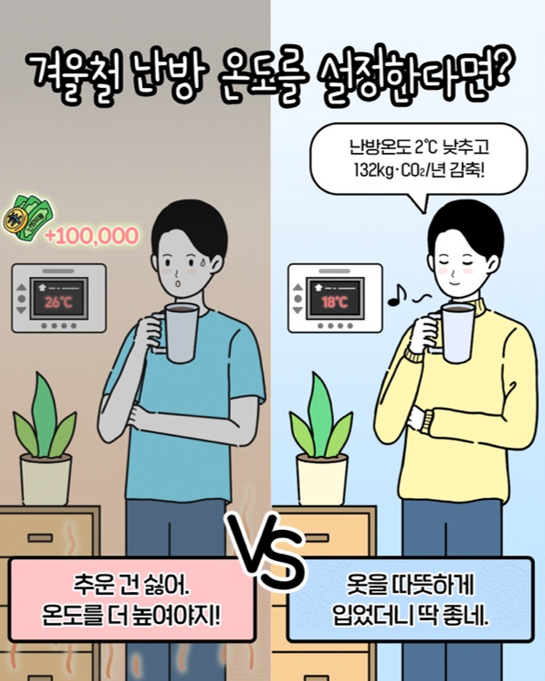 겨울철 난방 온도를 설정한다면?
난방온도 2℃ 낮추고
132kg·CO₂/년 감축!
+100,000
26℃
18℃
VS
추운 건 싫어.
온도를 더 높여야지!
옷을 따뜻하게
입었더니 딱 좋네.